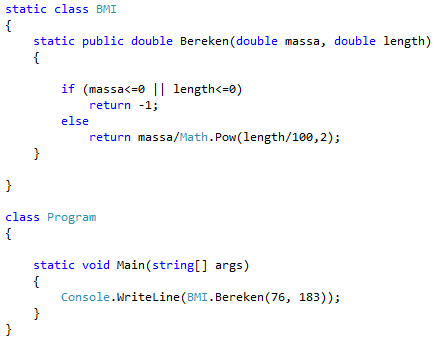 static class BMI
{
    static public double Bereken(double massa, double length)
    {
        if (massa<=0 || length<=0)
            return -1;
        else
            return massa/Math.Pow(length/100,2);
    }
}
class Program
{
    static void Main(string[] args)
    {
        Console.WriteLine(BMI.Bereken(76, 183));
    }
}